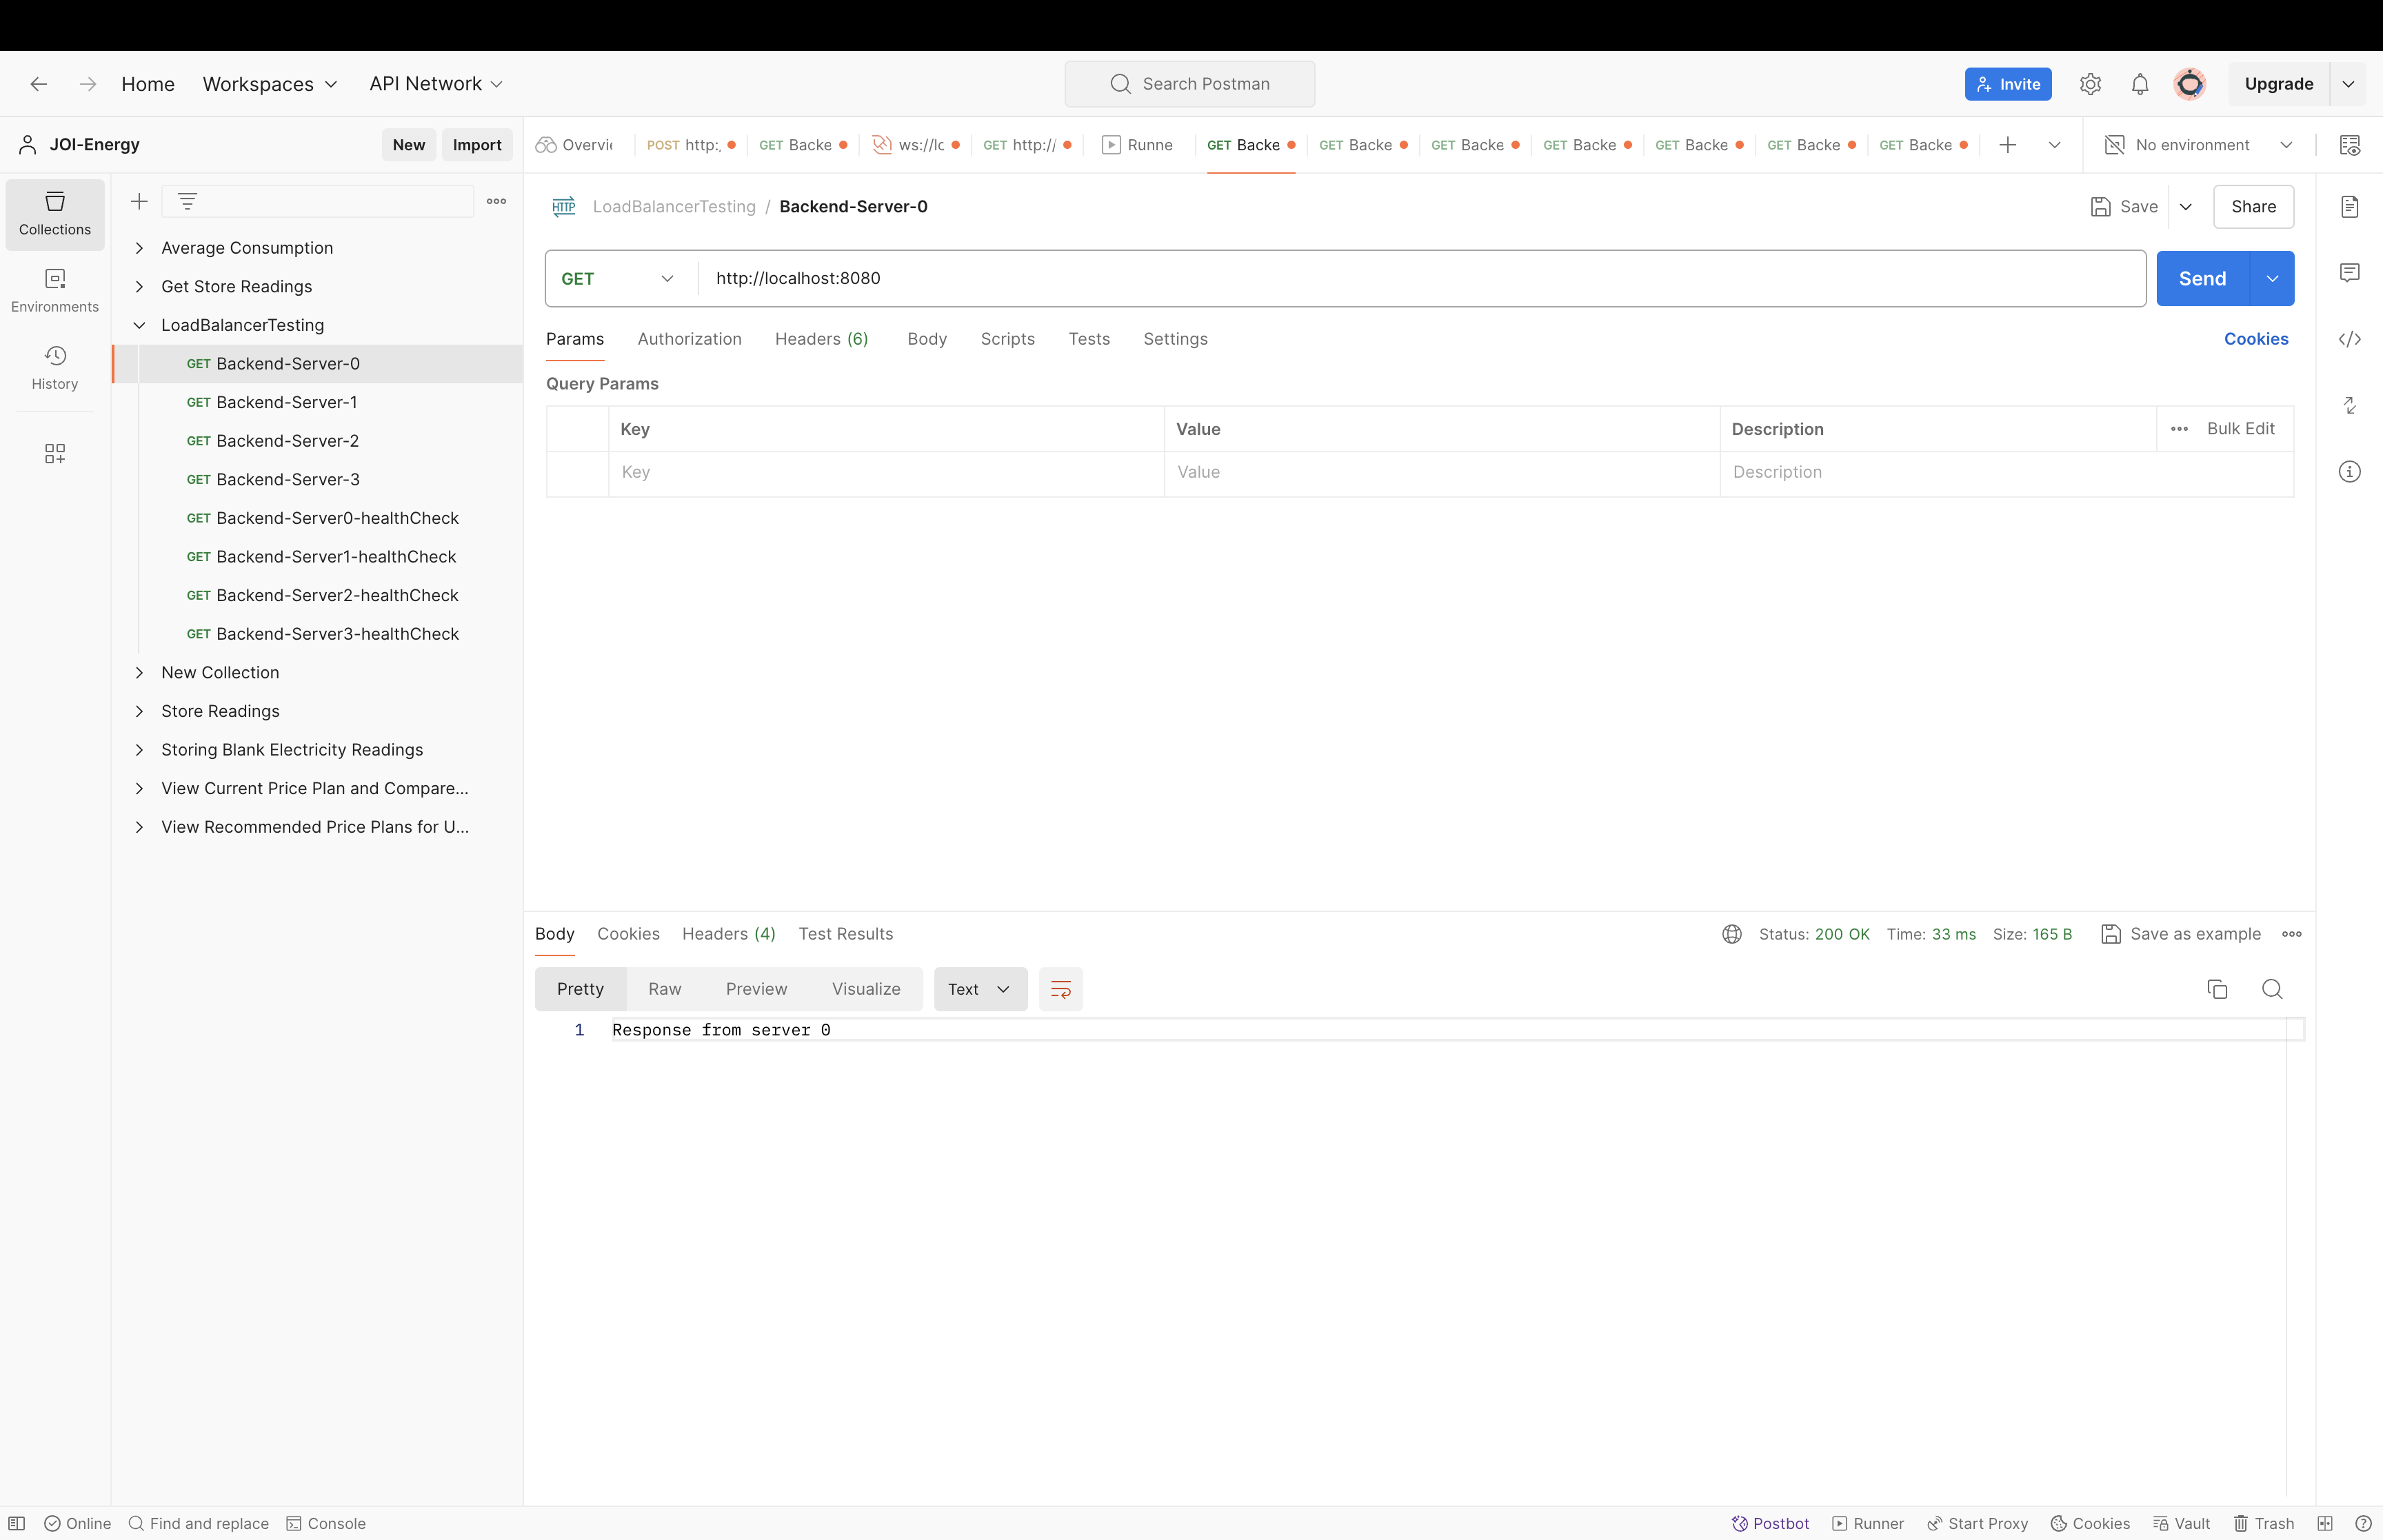 Home Workspaces API Network Search Postman Invite Upgrade
JOI-Energy New Import
Overvie POST http:, GET Backe ws://lc GET http:// Runne GET Backe GET Backe GET Backe GET Backe GET Backe GET Backe GET Backe No environment
Collections
Environments
History
Average Consumption
Get Store Readings
LoadBalancerTesting
GET Backend-Server-0
GET Backend-Server-1
GET Backend-Server-2
GET Backend-Server-3
GET Backend-Server0-healthCheck
GET Backend-Server1-healthCheck
GET Backend-Server2-healthCheck
GET Backend-Server3-healthCheck
New Collection
Store Readings
Storing Blank Electricity Readings
View Current Price Plan and Compare...
View Recommended Price Plans for U...
HTTP LoadBalancerTesting / Backend-Server-0 Save Share
GET http://localhost:8080 Send
Params Authorization Headers (6) Body Scripts Tests Settings Cookies
Query Params
Key Value Description Bulk Edit
Key Value Description
Body Cookies Headers (4) Test Results Status: 200 OK Time: 33 ms Size: 165 B Save as example
Pretty Raw Preview Visualize Text
1 Response from server 0
Online Find and replace Console Postbot Runner Start Proxy Cookies Vault Trash